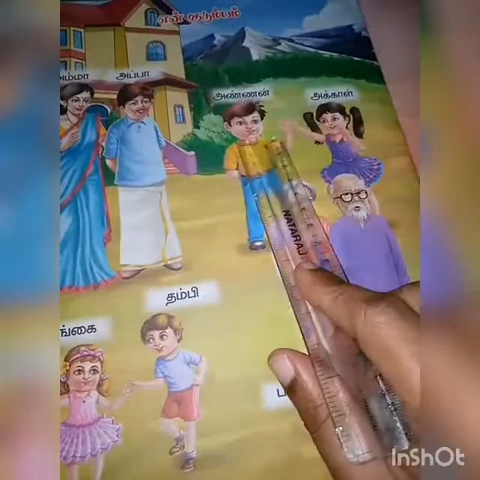 என் குடும்பம்
அம்மா
அப்பா
அண்ணன்
அக்காள்
NATARAJ
தம்பி
ங்கை
InShOt